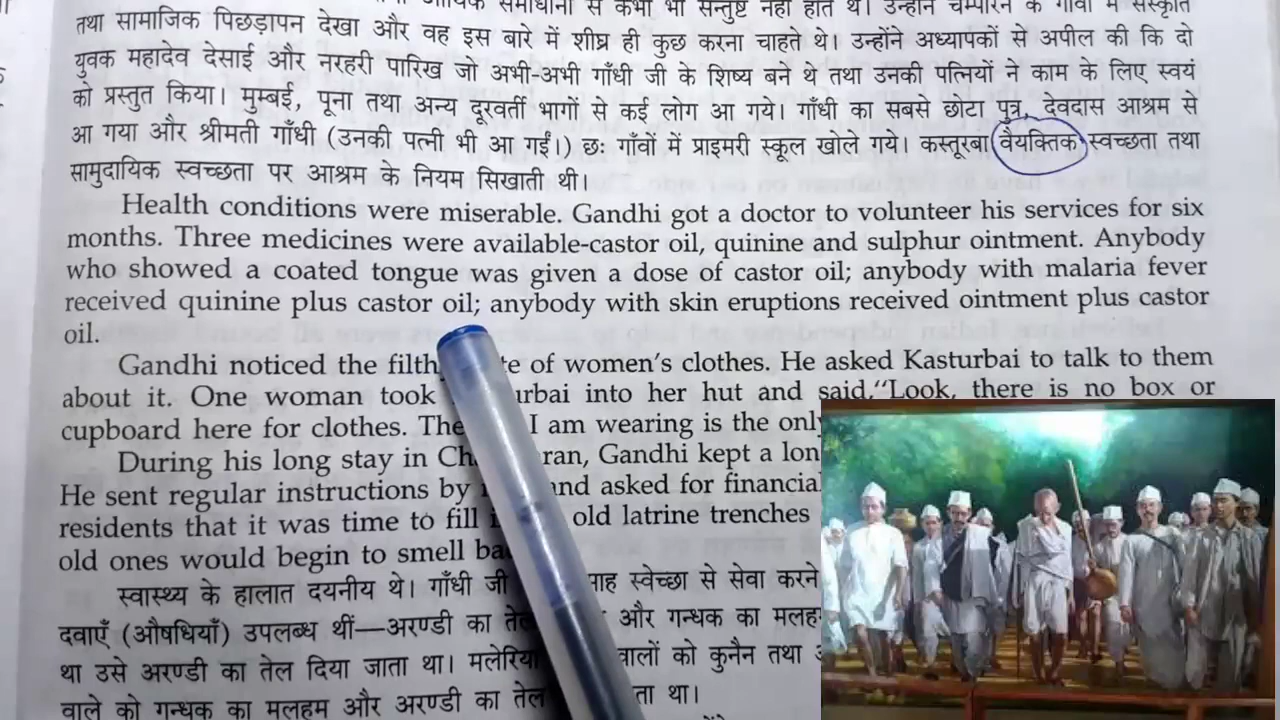 तथा सामाजिक पिछड़ापन देखा और वह इस बारे में शीघ्र ही कुछ करना चाहते थे। उन्होंने अध्यापकों से अपील की कि दो
युवक महादेव देसाई और नरहरी पारिख जो अभी-अभी गाँधी जी के शिष्य बने थे तथा उनकी पत्नियों ने काम के लिए स्वयं
को प्रस्तुत किया। मुम्बई, पूना तथा अन्य दूरवर्ती भागों से कई लोग आ गये। गाँधी का सबसे छोटा पुत्र, देवदास आश्रम से
आ गया और श्रीमती गाँधी (उनकी पत्नी भी आ गईं।) छः गाँवों में प्राइमरी स्कूल खोले गये। कस्तूरबा वैयक्तिक स्वच्छता तथा
सामुदायिक स्वच्छता पर आश्रम के नियम सिखाती थी।
Health conditions were miserable. Gandhi got a doctor to volunteer his services for six
months. Three medicines were available-castor oil, quinine and sulphur ointment. Anybody
who showed a coated tongue was given a dose of castor oil; anybody with malaria fever
received quinine plus castor oil; anybody with skin eruptions received ointment plus castor
oil.
Gandhi noticed the filthy of women's clothes. He asked Kasturbai to talk to them
about it. One woman took into her hut and said,"Look, there is no box or
cupboard here for clothes. The I am wearing is the only
During his long stay in Gandhi kept a
He sent regular instructions by and asked for financial
residents that it was time to fill old latrine trenches
old ones would begin to smell
स्वास्थ्य के हालात दयनीय थे। गाँधी जी स्वेच्छा से सेवा करने
दवाएँ (औषधियाँ) उपलब्ध थीं—अरण्डी का और गन्धक का
था उसे अरण्डी का तेल दिया जाता था। वालों को कुनैन तथा
वाले को गन्धक का मलहम और अरण्डी का तेल था।